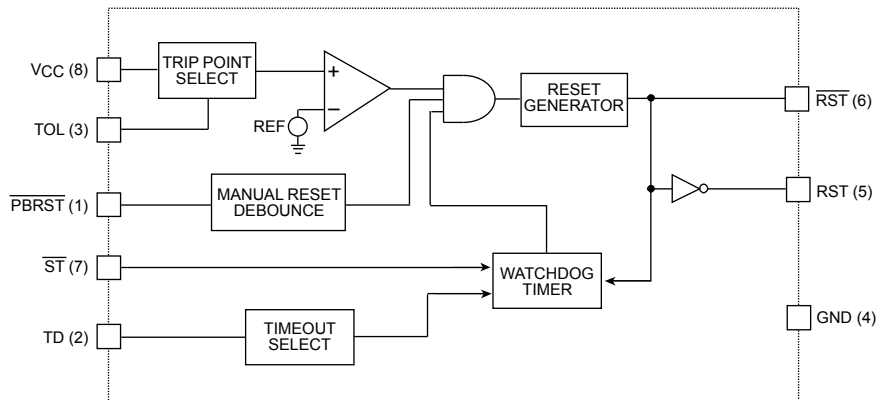 VCC (8)
TRIP POINT
SELECT
+
−
RESET
GENERATOR
RST (6)
TOL (3)
REF
PBRST (1)
MANUAL RESET
DEBOUNCE
RST (5)
ST (7)
WATCHDOG
TIMER
TD (2)
TIMEOUT
SELECT
GND (4)